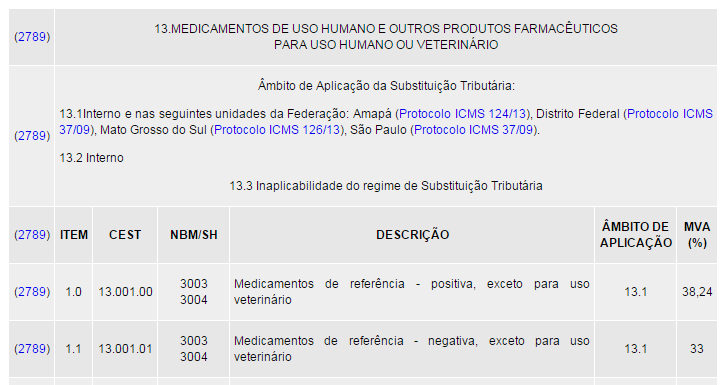 (2789) 13.MEDICAMENTOS DE USO HUMANO E OUTROS PRODUTOS FARMACÊUTICOS
PARA USO HUMANO OU VETERINÁRIO
Âmbito de Aplicação da Substituição Tributária:
(2789) 13.1Interno e nas seguintes unidades da Federação: Amapá (Protocolo ICMS 124/13), Distrito Federal (Protocolo ICMS
37/09), Mato Grosso do Sul (Protocolo ICMS 126/13), São Paulo (Protocolo ICMS 37/09).
13.2 Interno
13.3 Inaplicabilidade do regime de Substituição Tributária
(2789) ITEM CEST NBM/SH DESCRIÇÃO ÂMBITO DE MVA
APLICAÇÃO (%)
(2789) 1.0 13.001.00 3003 Medicamentos de referência - positiva, exceto para uso 13.1 38,24
3004 veterinário
(2789) 1.1 13.001.01 3003 Medicamentos de referência - negativa, exceto para uso 13.1 33
3004 veterinário